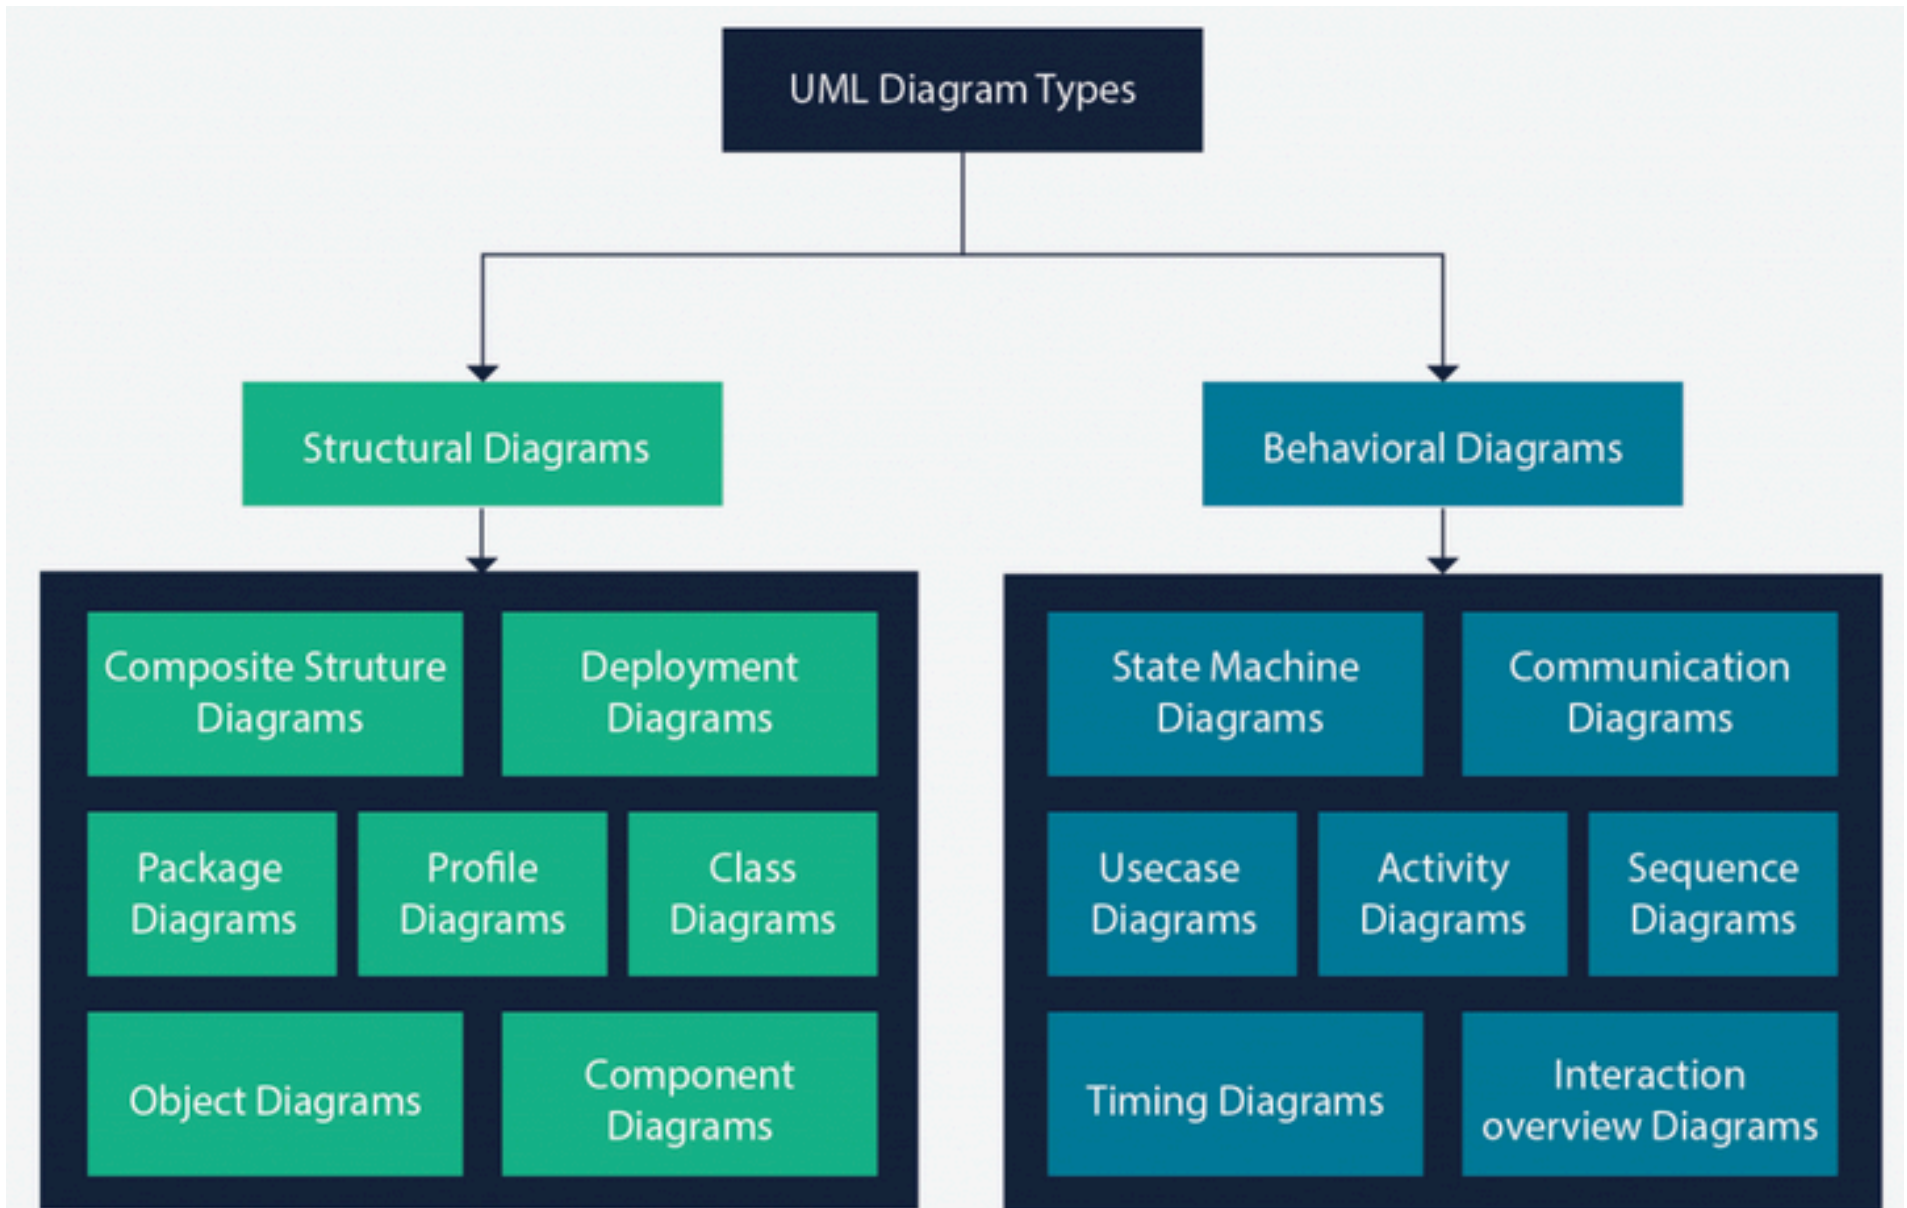 UML Diagram Types
Structural Diagrams
Behavioral Diagrams
Composite Struture
Diagrams
Deployment
Diagrams
Package
Diagrams
Profile
Diagrams
Class
Diagrams
Object Diagrams
Component
Diagrams
State Machine
Diagrams
Communication
Diagrams
Usecase
Diagrams
Activity
Diagrams
Sequence
Diagrams
Timing Diagrams
Interaction
overview Diagrams